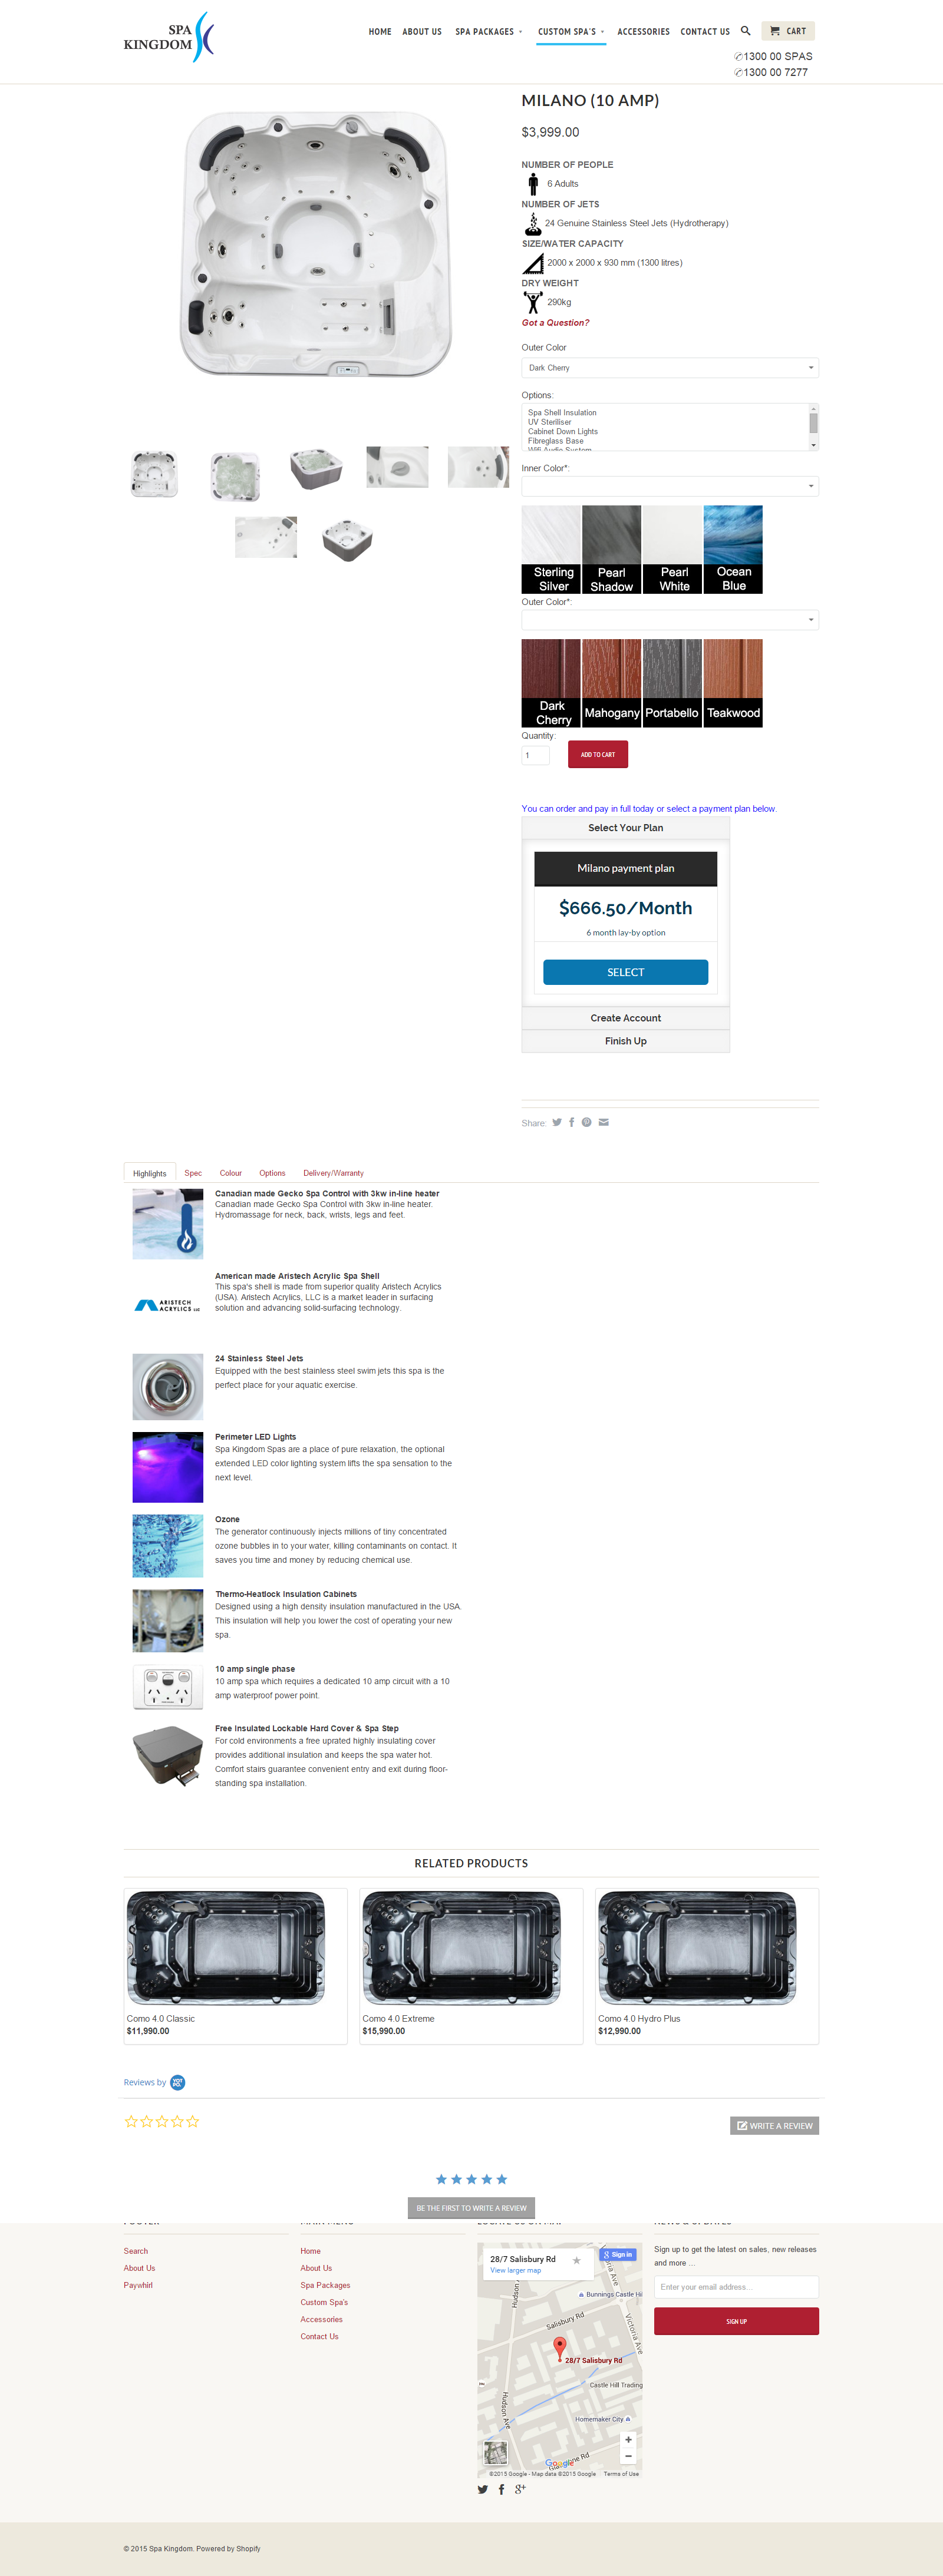 SPA
KINGDOM
HOME ABOUT US SPA PACKAGES CUSTOM SPA'S ACCESSORIES CONTACT US CART
1300 00 SPAS
1300 00 7277
MILANO (10 AMP)
$3,999.00
NUMBER OF PEOPLE
6 Adults
NUMBER OF JETS
24 Genuine Stainless Steel Jets (Hydrotherapy)
SIZE/WATER CAPACITY
2000 x 2000 x 930 mm (1300 litres)
DRY WEIGHT
290kg
Got a Question?
Outer Color
Dark Cherry
Options:
Spa Shell Insulation
UV Steriliser
Cabinet Down Lights
Fibreglass Base
Wifi Audio System
Inner Color*:
Sterling Silver
Pearl Shadow
Pearl White
Ocean Blue
Outer Color*:
Dark Cherry
Mahogany
Portabello
Teakwood
Quantity:
1
ADD TO CART
You can order and pay in full today or select a payment plan below.
Select Your Plan
Milano payment plan
$666.50/Month
6 month lay-by option
SELECT
Create Account
Finish Up
Share:
Highlights Spec Colour Options Delivery/Warranty
Canadian made Gecko Spa Control with 3kw in-line heater
Canadian made Gecko Spa Control with 3kw in-line heater.
Hydromassage for neck, back, wrists, legs and feet.
ARISTECH
ACRYLICS LLC
American made Aristech Acrylic Spa Shell
This spa's shell is made from superior quality Aristech Acrylics
(USA). Aristech Acrylics, LLC is a market leader in surfacing
solution and advancing solid-surfacing technology.
24 Stainless Steel Jets
Equipped with the best stainless steel swim jets this spa is the
perfect place for your aquatic exercise.
Perimeter LED Lights
Spa Kingdom Spas are a place of pure relaxation, the optional
extended LED color lighting system lifts the spa sensation to the
next level.
Ozone
The generator continuously injects millions of tiny concentrated
ozone bubbles in to your water, killing contaminants on contact. It
saves you time and money by reducing chemical use.
Thermo-Heatlock Insulation Cabinets
Designed using a high density insulation manufactured in the USA.
This insulation will help you lower the cost of operating your new
spa.
10 amp single phase
10 amp spa which requires a dedicated 10 amp circuit with a 10
amp waterproof power point.
Free Insulated Lockable Hard Cover & Spa Step
For cold environments a free uprated highly insulating cover
provides additional insulation and keeps the spa water hot.
Comfort stairs guarantee convenient entry and exit during floor-
standing spa installation.
RELATED PRODUCTS
Como 4.0 Classic
$11,990.00
Como 4.0 Extreme
$15,990.00
Como 4.0 Hydro Plus
$12,990.00
Reviews by YOTPO.
WRITE A REVIEW
BE THE FIRST TO WRITE A REVIEW
FOOTER
Search
About Us
Paywhirl
MAIN MENU
Home
About Us
Spa Packages
Custom Spa's
Accessories
Contact Us
LOCATE US ON MAP
28/7 Salisbury Rd
View larger map
Sign in
Hudson
Victoria Ave
Bunnings Castle Hi
Salisbury Rd
Victoria Ave
28/7 Salisbury Rd
Castle Hill Trading
Hudson Ave
Homemaker City
Google
©2015 Google - Map data ©2015 Google Terms of Use
NEWS & UPDATES
Sign up to get the latest on sales, new releases
and more …
Enter your email address...
SIGN UP
© 2015 Spa Kingdom. Powered by Shopify